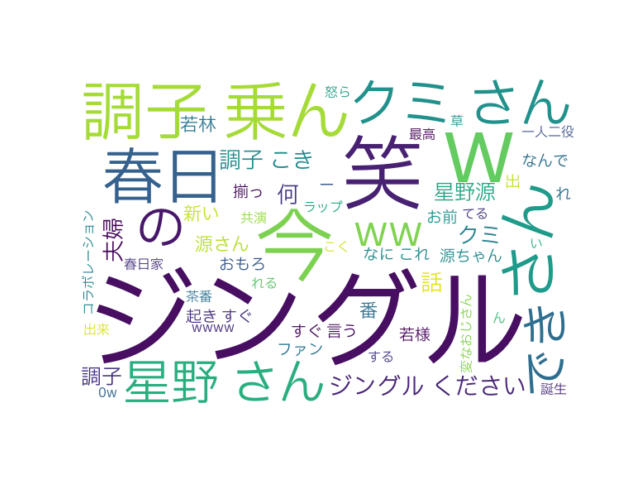 調子 乗ん
怒ら
クミ さん
若林
草
最高
一人二役
春日
調子 こき
笑
w
なんで
揃っ
何
ー
星野源
出
れ
新い
共演
ラップ
お前
てる
さん
の
今
ww
クミ
夫婦
源さん
こく
い
コラボレーション
春日家
おもろ
なに これ
源ちゃん
ジングル
れる
話
でき
茶番
番
変なおじさん
ん
出来
wwww
起き すぐ
すぐ 言う
若様
ファン
する
調子
0w
星野 さん
ジングル ください
誕生